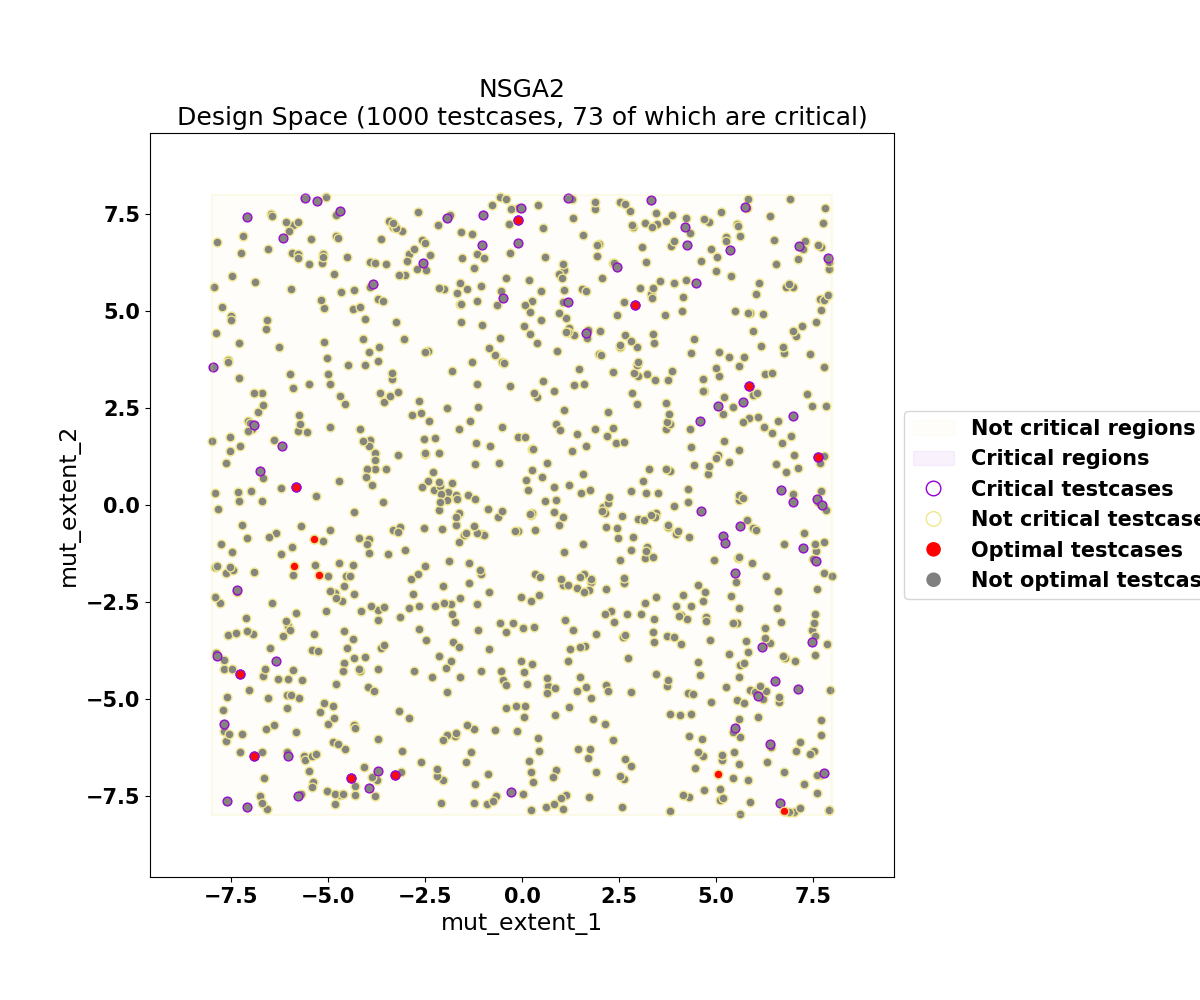 NSGA2
Design Space (1000 testcases, 73 of which are critical)
mut_extent_2
7.5
5.0
2.5
0.0
−2.5
−5.0
−7.5
−7.5
−5.0
−2.5
0.0
2.5
5.0
7.5
mut_extent_1
Not critical regions
Critical regions
Critical testcases
Not critical testcase
Optimal testcases
Not optimal testcas